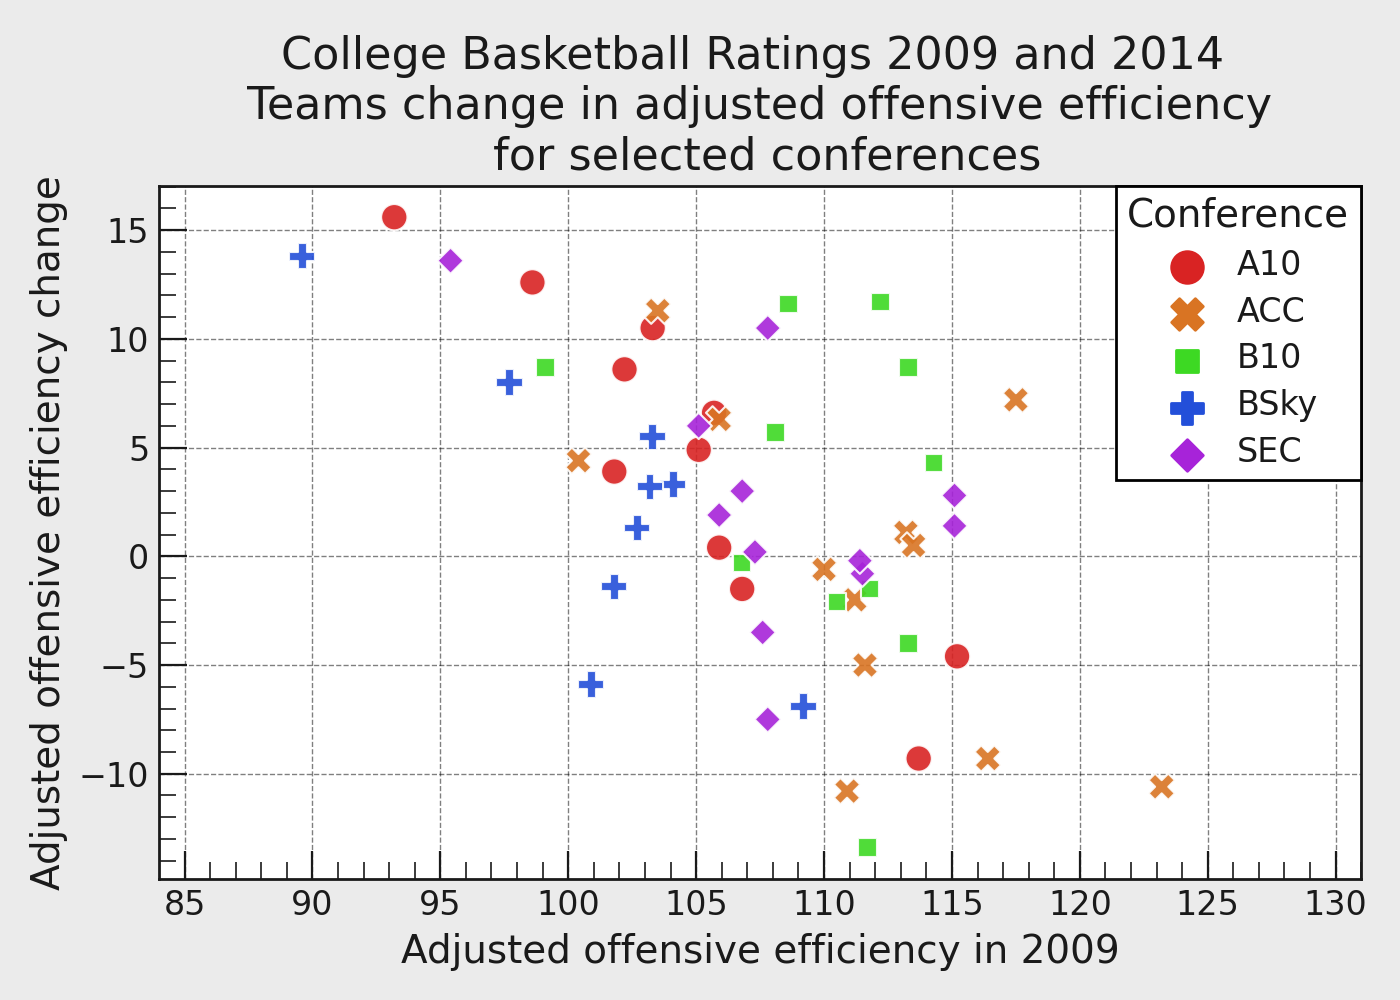 College Basketball Ratings 2009 and 2014
Teams change in adjusted offensive efficiency
for selected conferences
Adjusted offensive efficiency change
15
10
5
0
−5
−10
Conference
A10
ACC
B10
BSky
SEC
85 90 95 100 105 110 115 120 125 130
Adjusted offensive efficiency in 2009